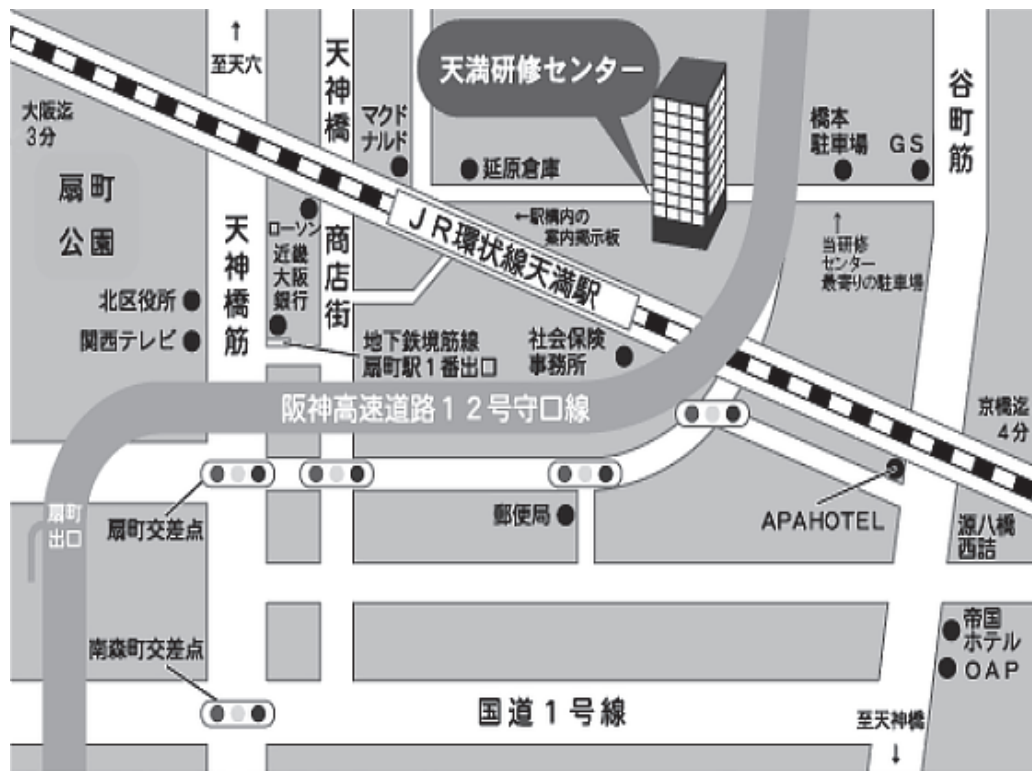 ↑
至天六
天神橋
商店街
天満研修センター
谷町筋
大阪迄
3分
マクド
ナルド
橋本
駐車場
GS
延原倉庫
扇町
公園
JR環状線天満駅
←駅構内の
案内掲示板
↑
当研修
センター
最寄りの駐車場
天神橋筋
ローソン
近畿
大阪
銀行
北区役所
関西テレビ
地下鉄境筋線
扇町駅1番出口
社会保険
事務所
阪神高速道路12号守口線
京橋迄
4分
扇町
出口
扇町交差点
郵便局
APAHOTEL
源八橋
西詰
帝国
ホテル
OAP
南森町交差点
国道1号線
至天神橋
↓